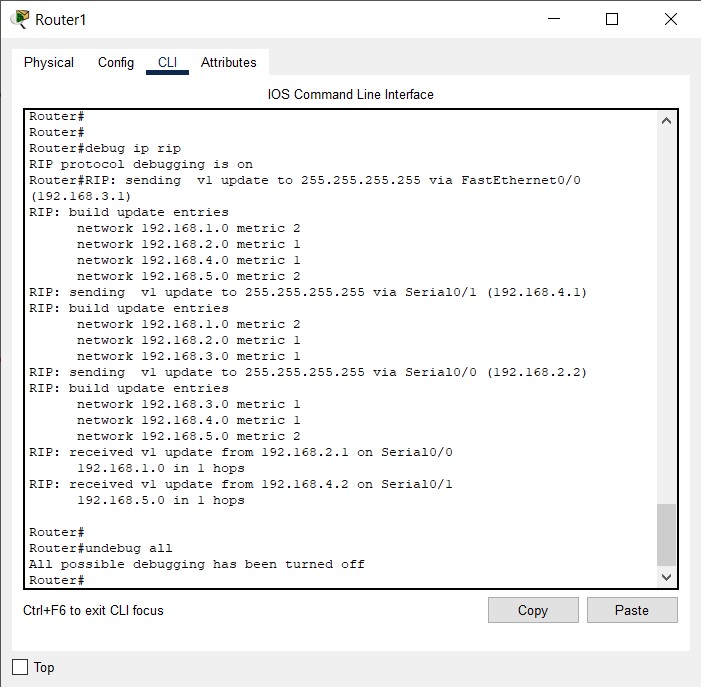 Router1
Physical Config CLI Attributes
IOS Command Line Interface
Router#
Router#
Router#debug ip rip
RIP protocol debugging is on
Router#RIP: sending  v1 update to 255.255.255.255 via FastEthernet0/0
(192.168.3.1)
RIP: build update entries
      network 192.168.1.0 metric 2
      network 192.168.2.0 metric 1
      network 192.168.4.0 metric 1
      network 192.168.5.0 metric 2
RIP: sending  v1 update to 255.255.255.255 via Serial0/1 (192.168.4.1)
RIP: build update entries
      network 192.168.1.0 metric 2
      network 192.168.2.0 metric 1
      network 192.168.3.0 metric 1
RIP: sending  v1 update to 255.255.255.255 via Serial0/0 (192.168.2.2)
RIP: build update entries
      network 192.168.3.0 metric 1
      network 192.168.4.0 metric 1
      network 192.168.5.0 metric 2
RIP: received v1 update from 192.168.2.1 on Serial0/0
      192.168.1.0 in 1 hops
RIP: received v1 update from 192.168.4.2 on Serial0/1
      192.168.5.0 in 1 hops
Router#
Router#undebug all
All possible debugging has been turned off
Router#
Ctrl+F6 to exit CLI focus
Copy
Paste
Top